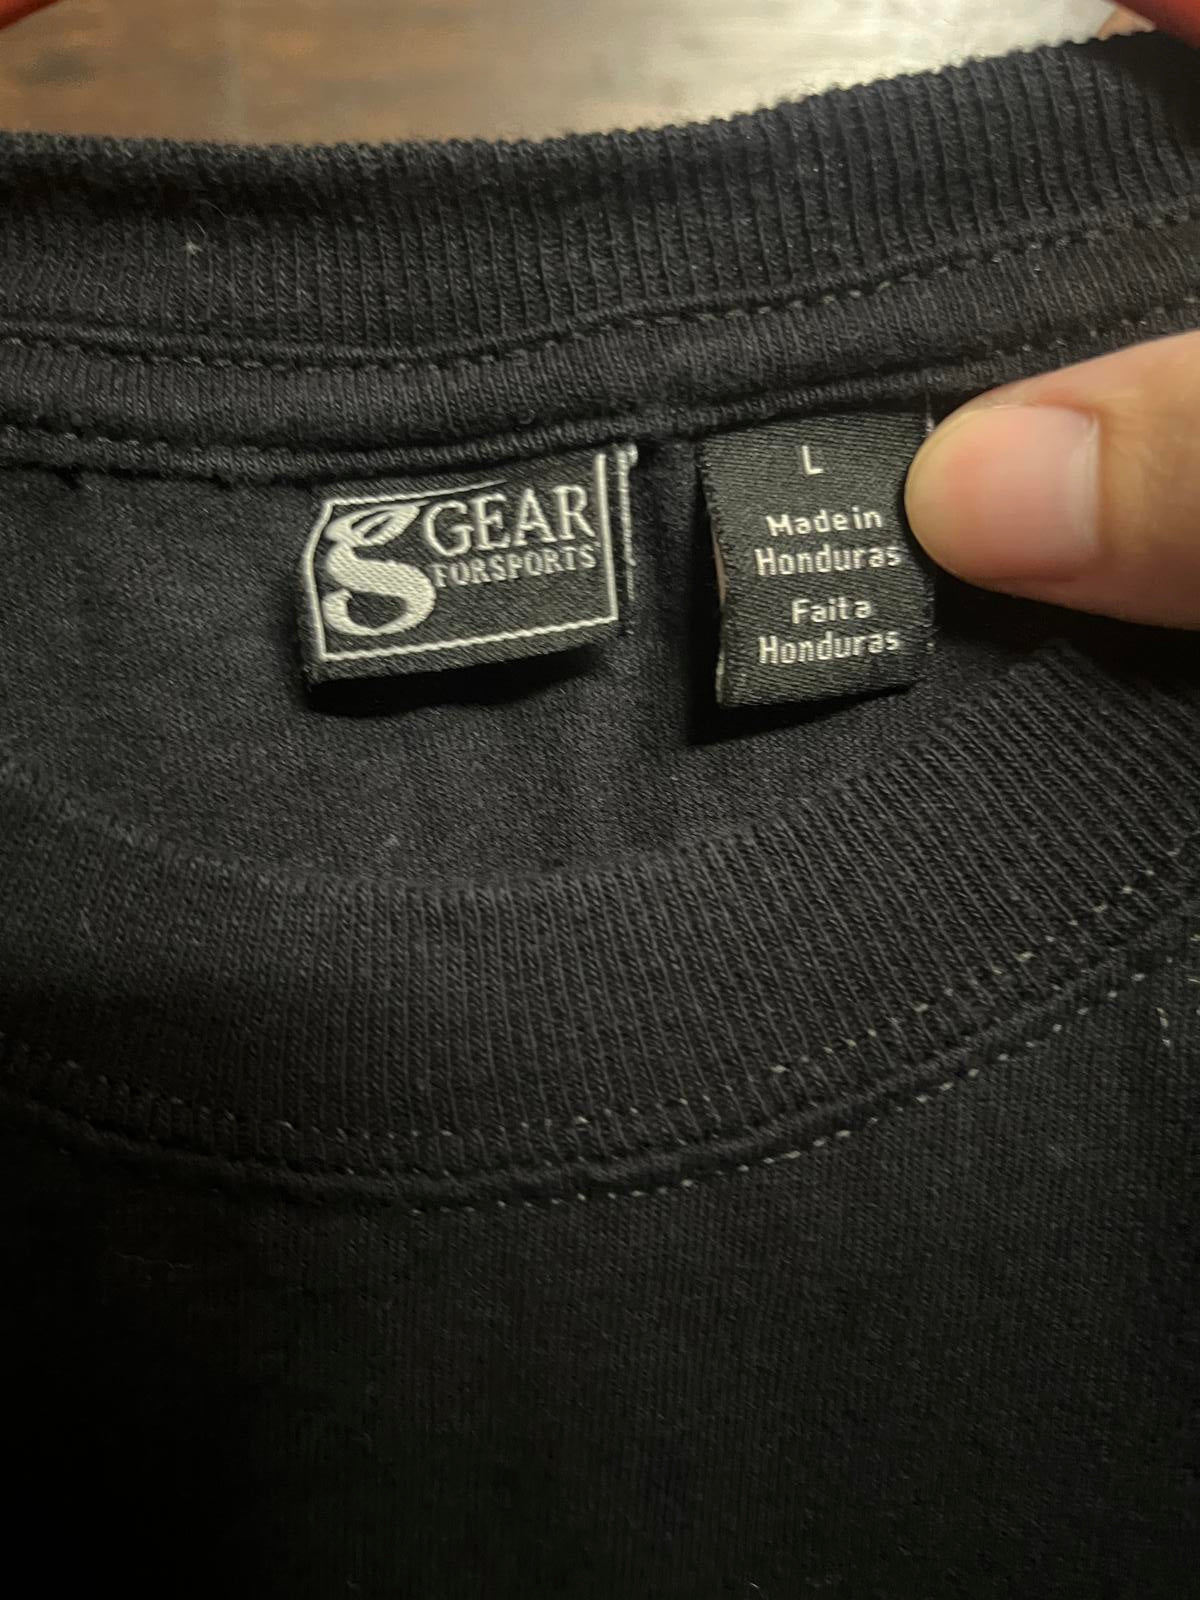 GEAR
FORSPORTS
L
Made in
Honduras
Fait a
Honduras